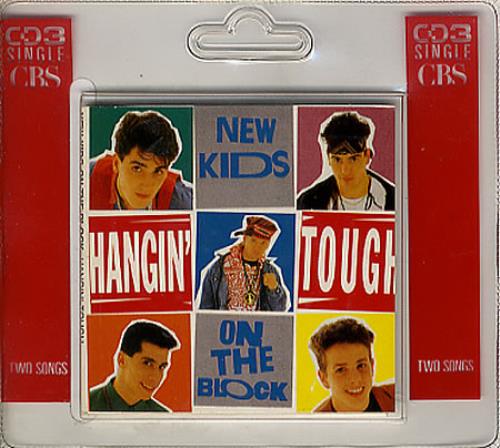 CD3
SINGLE
CBS
CD3
SINGLE
CBS
NEW
KIDS
HANGIN'
TOUGH
ON
THE
BLOCK
TWO SONGS
TWO SONGS